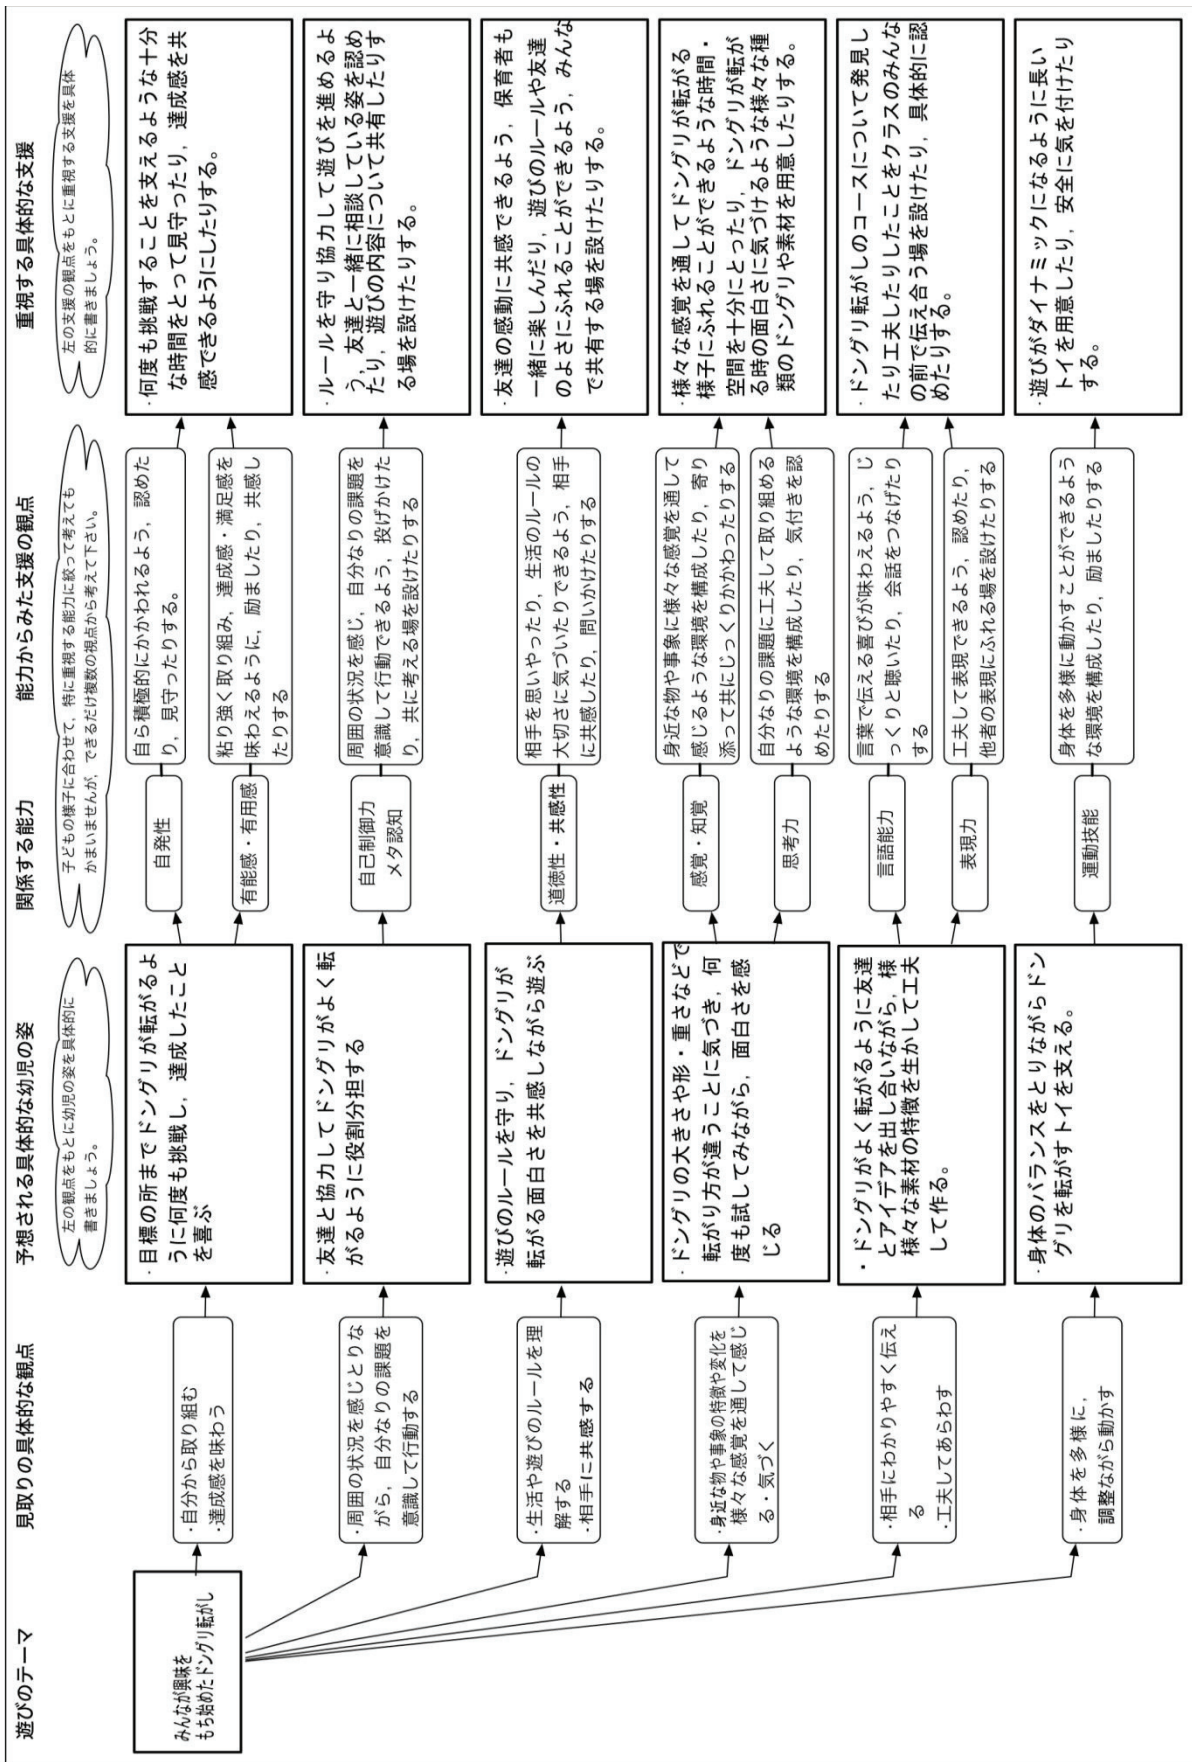 遊びのテーマ
見取りの具体的な観点
予想される具体的な幼児の姿
関係する能力
能力からみた支援の観点
重視する具体的な支援
左の観点をもとに幼児の姿を具体的に
書きましょう。
子どもの様子に合わせて，特に重視する能力に絞って考えても
かまいませんが，できるだけ複数の視点から考えて下さい。
左の支援の観点をもとに重視する支援を具体
的に書きましょう。
みんなが興味を
もち始めたドングリ転がし
・自分から取り組む
・達成感を味わう
・目標の所までドングリが転がるよ
うに何度も挑戦し，達成したこと
を喜ぶ
自発性
自ら積極的にかかわれるよう，認めた
り，見守ったりする。
有能感・有用感
粘り強く取り組み，達成感・満足感を
味わえるように，励ましたり，共感し
たりする
・何度も挑戦することを支えるような十分
な時間をとって見守ったり，達成感を共
感できるようにしたりする。
・周囲の状況を感じとりな
がら，自分なりの課題を
意識して行動する
・友達と協力してドングリがよく転
がるように役割分担する
自己制御力
メタ認知
周囲の状況を感じ，自分なりの課題を
意識して行動できるよう，投げかけた
り，共に考える場を設けたりする
・ルールを守り協力して遊びを進めるよ
う，友達と一緒に相談している姿を認め
たり，遊びの内容について共有したりす
る場を設けたりする。
・生活や遊びのルールを理
解する
・相手に共感する
・遊びのルールを守り，ドングリが
転がる面白さを共感しながら遊ぶ
道徳性・共感性
相手を思いやったり，生活のルールの
大切さに気づいたりできるよう，相手
に共感したり，問いかけたりする
・友達の感動に共感できるよう，保育者も
一緒に楽しんだり，遊びのルールや友達
のよさにふれることができるよう，みんな
で共有する場を設けたりする。
・身近な物や事象の特徴や変化を
様々な感覚を通して感じ
る・気づく
・ドングリの大きさや形・重さなどで
転がり方が違うことに気づき，何
度も試してみながら，面白さを感
じる
感覚・知覚
身近な物や事象に様々な感覚を通して
感じるような環境を構成したり，寄り
添って共にじっくりかかわったりする
思考力
自分なりの課題に工夫して取り組める
ような環境を構成したり，気付きを認
めたりする
・様々な感覚を通してドングリが転がる
様子にふれることができるような時間・
空間を十分にとったり，ドングリが転が
る時の面白さに気づけるような様々な種
類のドングリや素材を用意したりする。
・相手にわかりやすく伝え
る
・工夫してあらわす
・ドングリがよく転がるように友達
とアイデアを出し合いながら，様
様々な素材の特徴を生かして工夫
して作る。
言語能力
言葉で伝える喜びが味わえるよう，じ
っくりと聴いたり，会話をつなげたり
する
表現力
工夫して表現できるよう，認めたり，
他者の表現にふれる場を設けたりする
・ドングリ転がしのコースについて発見し
たり工夫したりしたことをクラスのみんな
の前で伝え合う場を設けたり，具体的に認
めたりする。
・身体を多様に，
調整ながら動かす
・身体のバランスをとりながらドン
グリを転がすトイを支える。
運動技能
身体を多様に動かすことができるよう
な環境を構成したり，励ましたりする
・遊びがダイナミックになるように長い
トイを用意したり，安全に気を付けたり
する。